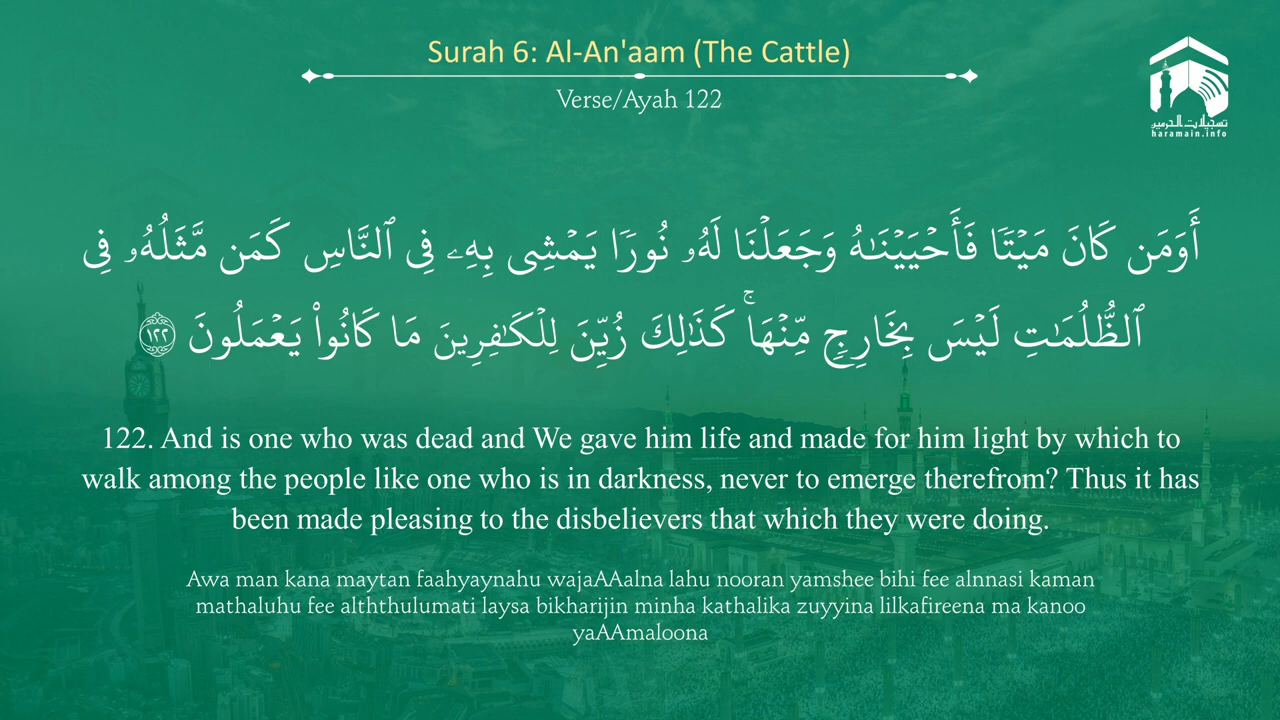 Surah 6: Al-An'aam (The Cattle)
Verse/Ayah 122
تسجيلات الحرمين
haramain.info
أَوَمَن كَانَ مَيْتًا فَأَحْيَيْنَـٰهُ وَجَعَلْنَا لَهُۥ نُورًا يَمْشِى بِهِۦ فِى ٱلنَّاسِ كَمَن مَّثَلُهُۥ فِى
ٱلظُّلُمَـٰتِ لَيْسَ بِخَارِجٍ مِّنْهَا ۚ كَذَٰلِكَ زُيِّنَ لِلْكَـٰفِرِينَ مَا كَانُوا۟ يَعْمَلُونَ ١٢٢
122. And is one who was dead and We gave him life and made for him light by which to
walk among the people like one who is in darkness, never to emerge therefrom? Thus it has
been made pleasing to the disbelievers that which they were doing.
Awa man kana maytan faahyaynahu wajaAAalna lahu nooran yamshee bihi fee alnnasi kaman
mathaluhu fee alththulumati laysa bikharijin minha kathalika zuyyina lilkafireena ma kanoo
yaAAmaloona